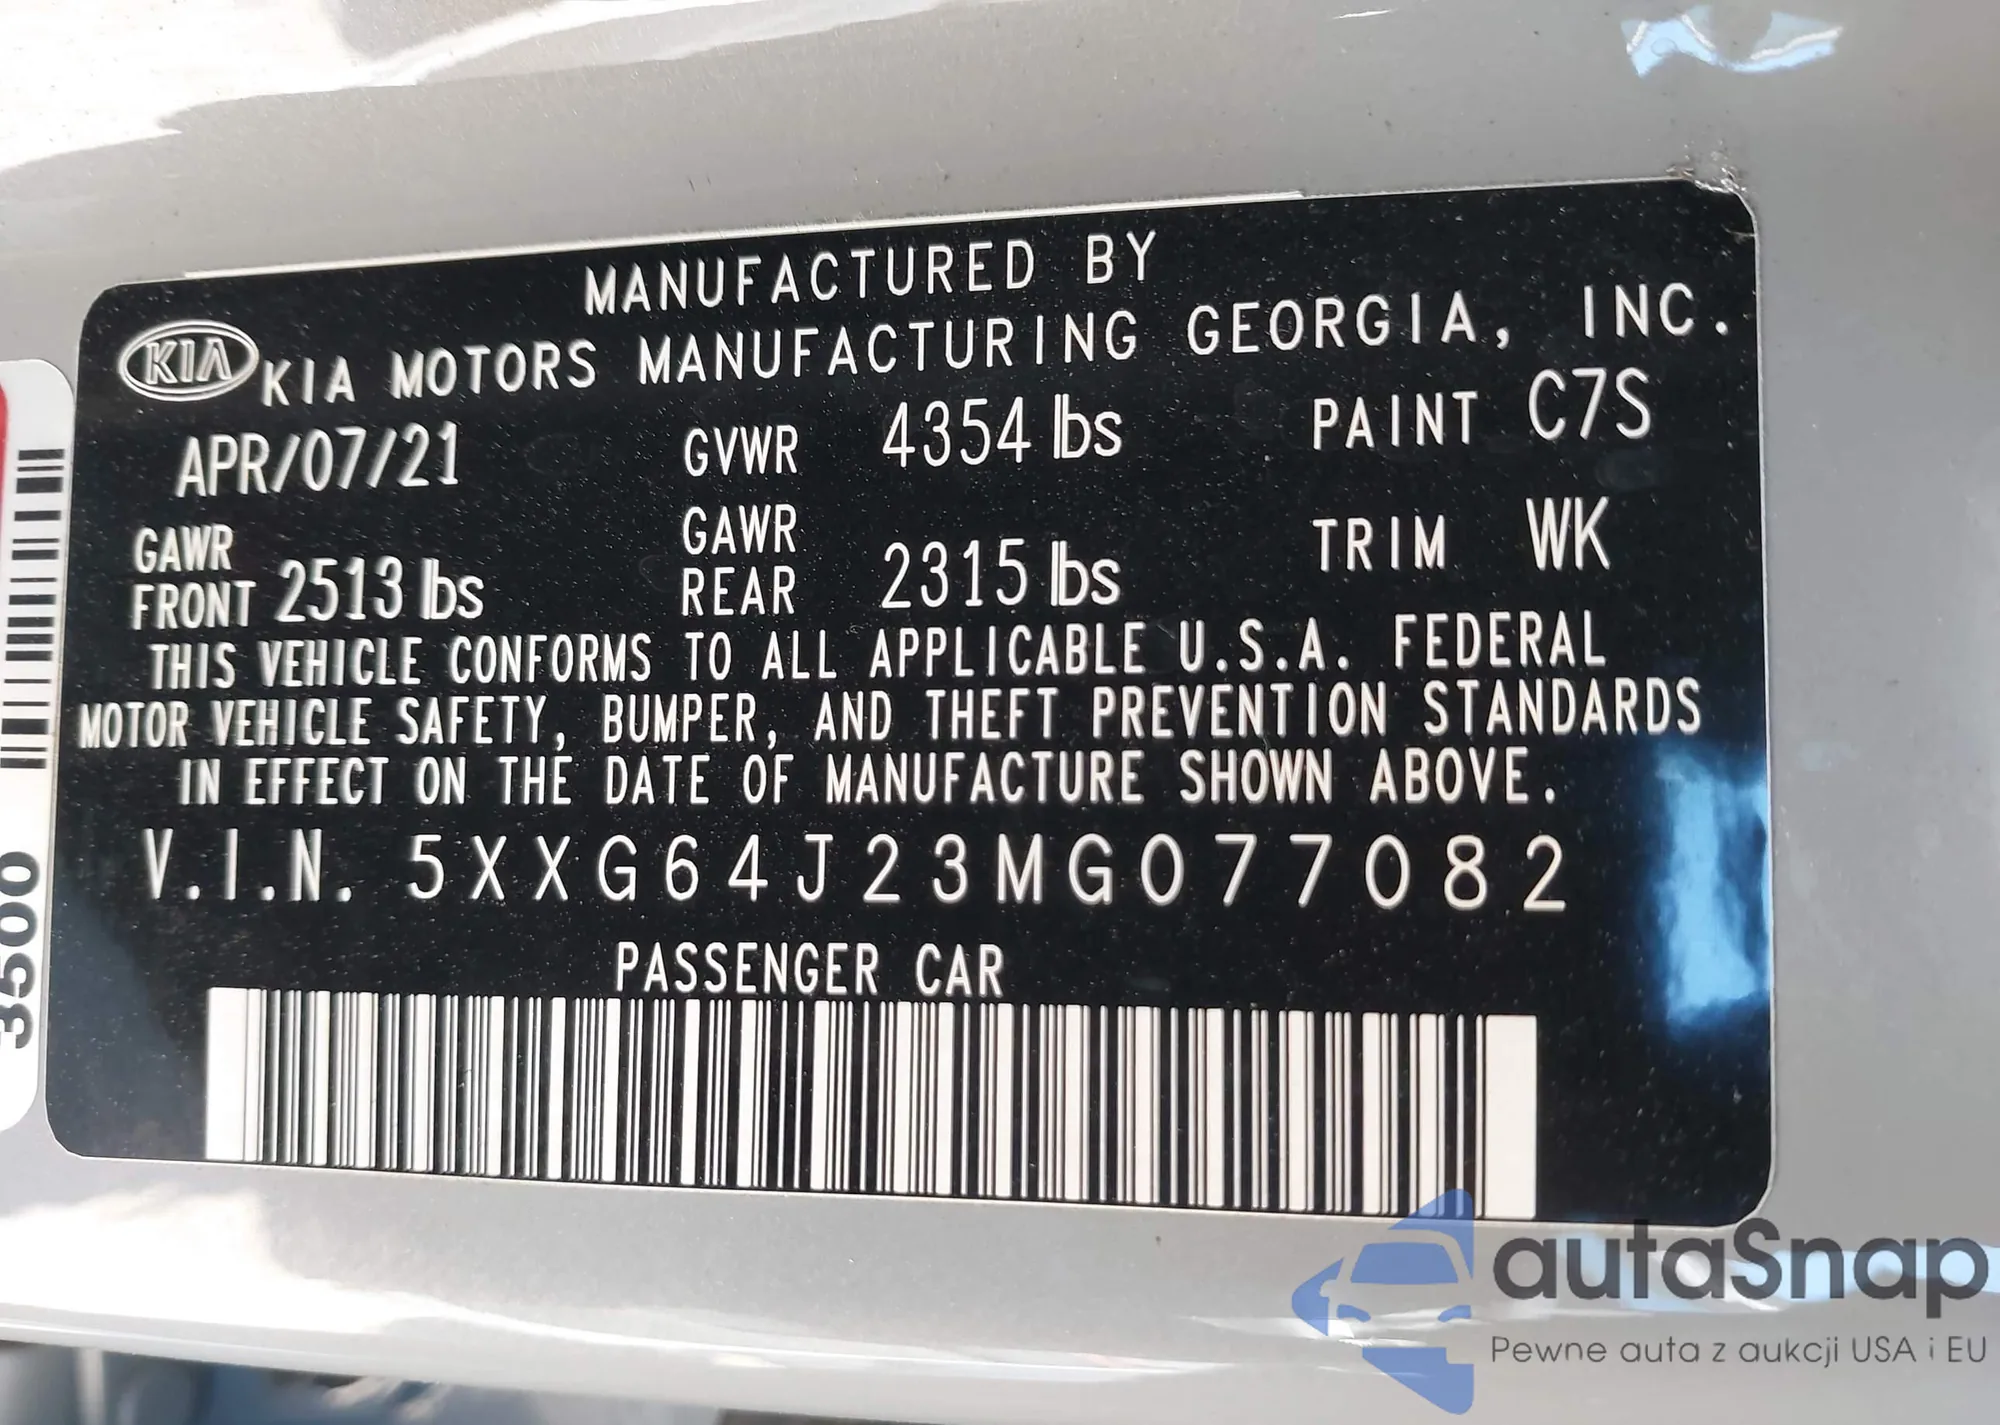 MANUFACTURED BY
KIA KIA MOTORS MANUFACTURING GEORGIA, INC.
APR/07/21 GVWR 4354 lbs PAINT C7S
GAWR FRONT 2513 lbs GAWR REAR 2315 lbs TRIM WK
THIS VEHICLE CONFORMS TO ALL APPLICABLE U.S.A. FEDERAL
MOTOR VEHICLE SAFETY, BUMPER, AND THEFT PREVENTION STANDARDS
IN EFFECT ON THE DATE OF MANUFACTURE SHOWN ABOVE.
V.I.N. 5XXG64J23MG077082
PASSENGER CAR
3500
autaSnap
Pewne auta z aukcji USA i EU